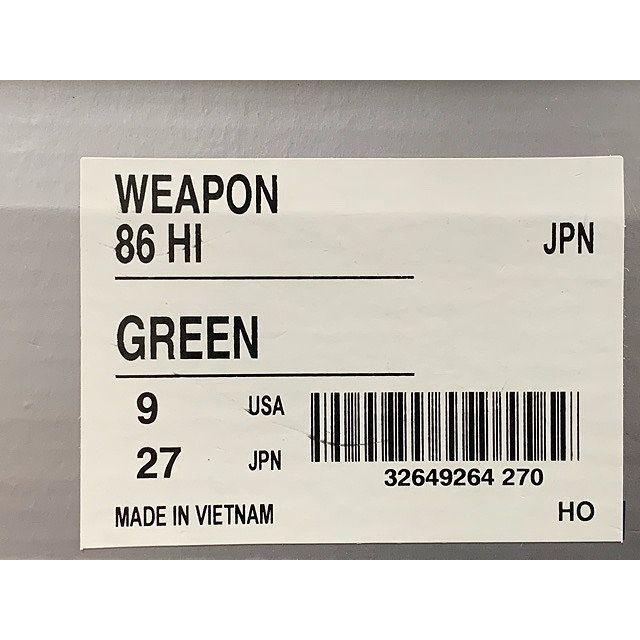 WEAPON
86 HI
JPN
GREEN
9 USA
27 JPN
32649264 270
MADE IN VIETNAM
HO